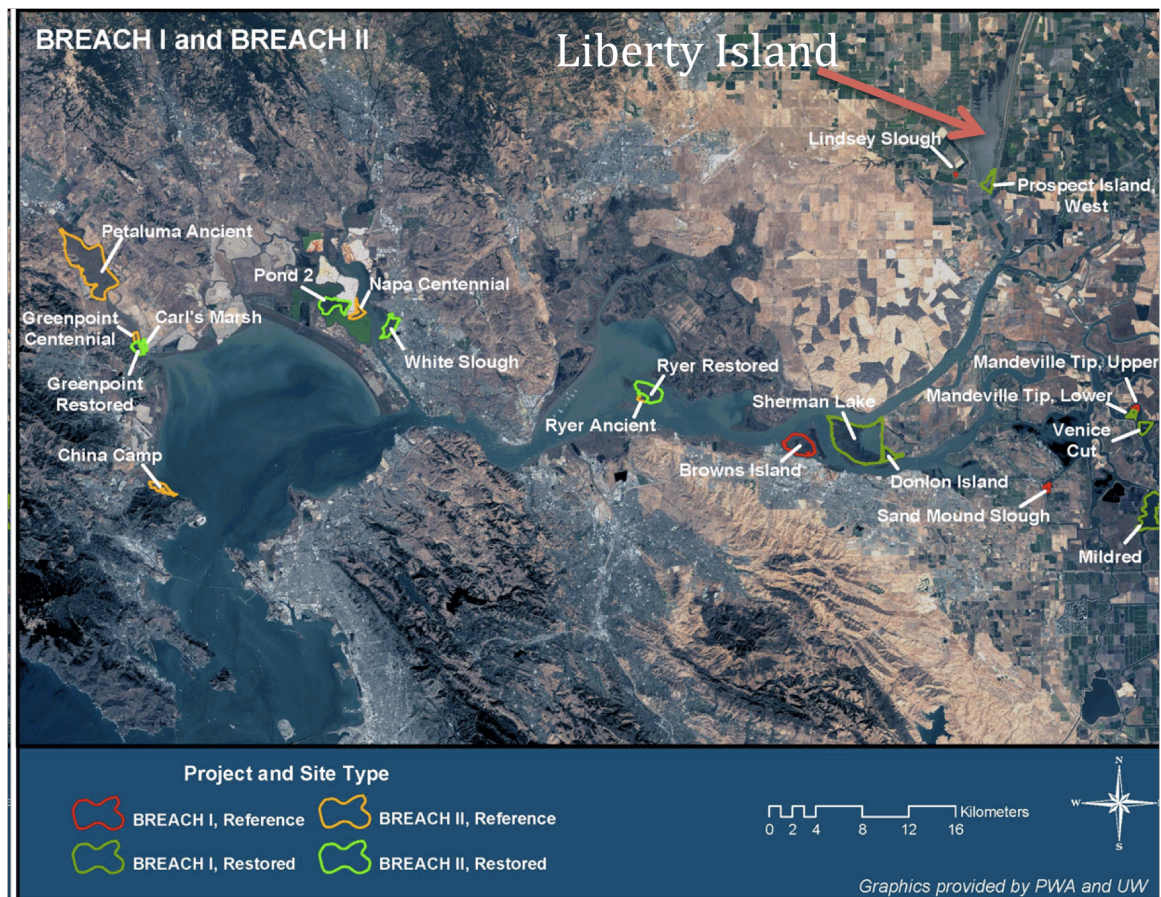 BREACH I and BREACH II
Liberty Island
Lindsey Slough
Prospect Island,
West
Petaluma Ancient
Pond 2
Napa Centennial
Greenpoint
Centennial
Carl's Marsh
White Slough
Greenpoint
Restored
Mandeville Tip, Upper
Ryer Restored
Mandeville Tip, Lower
Sherman Lake
Ryer Ancient
Venice
Cut
China Camp
Browns Island
Donlon Island
Sand Mound Slough
Mildred
Project and Site Type
BREACH I, Reference
BREACH II, Reference
BREACH I, Restored
BREACH II, Restored
Kilometers
0 2 4 8 12 16
N
W
S
Graphics provided by PWA and UW